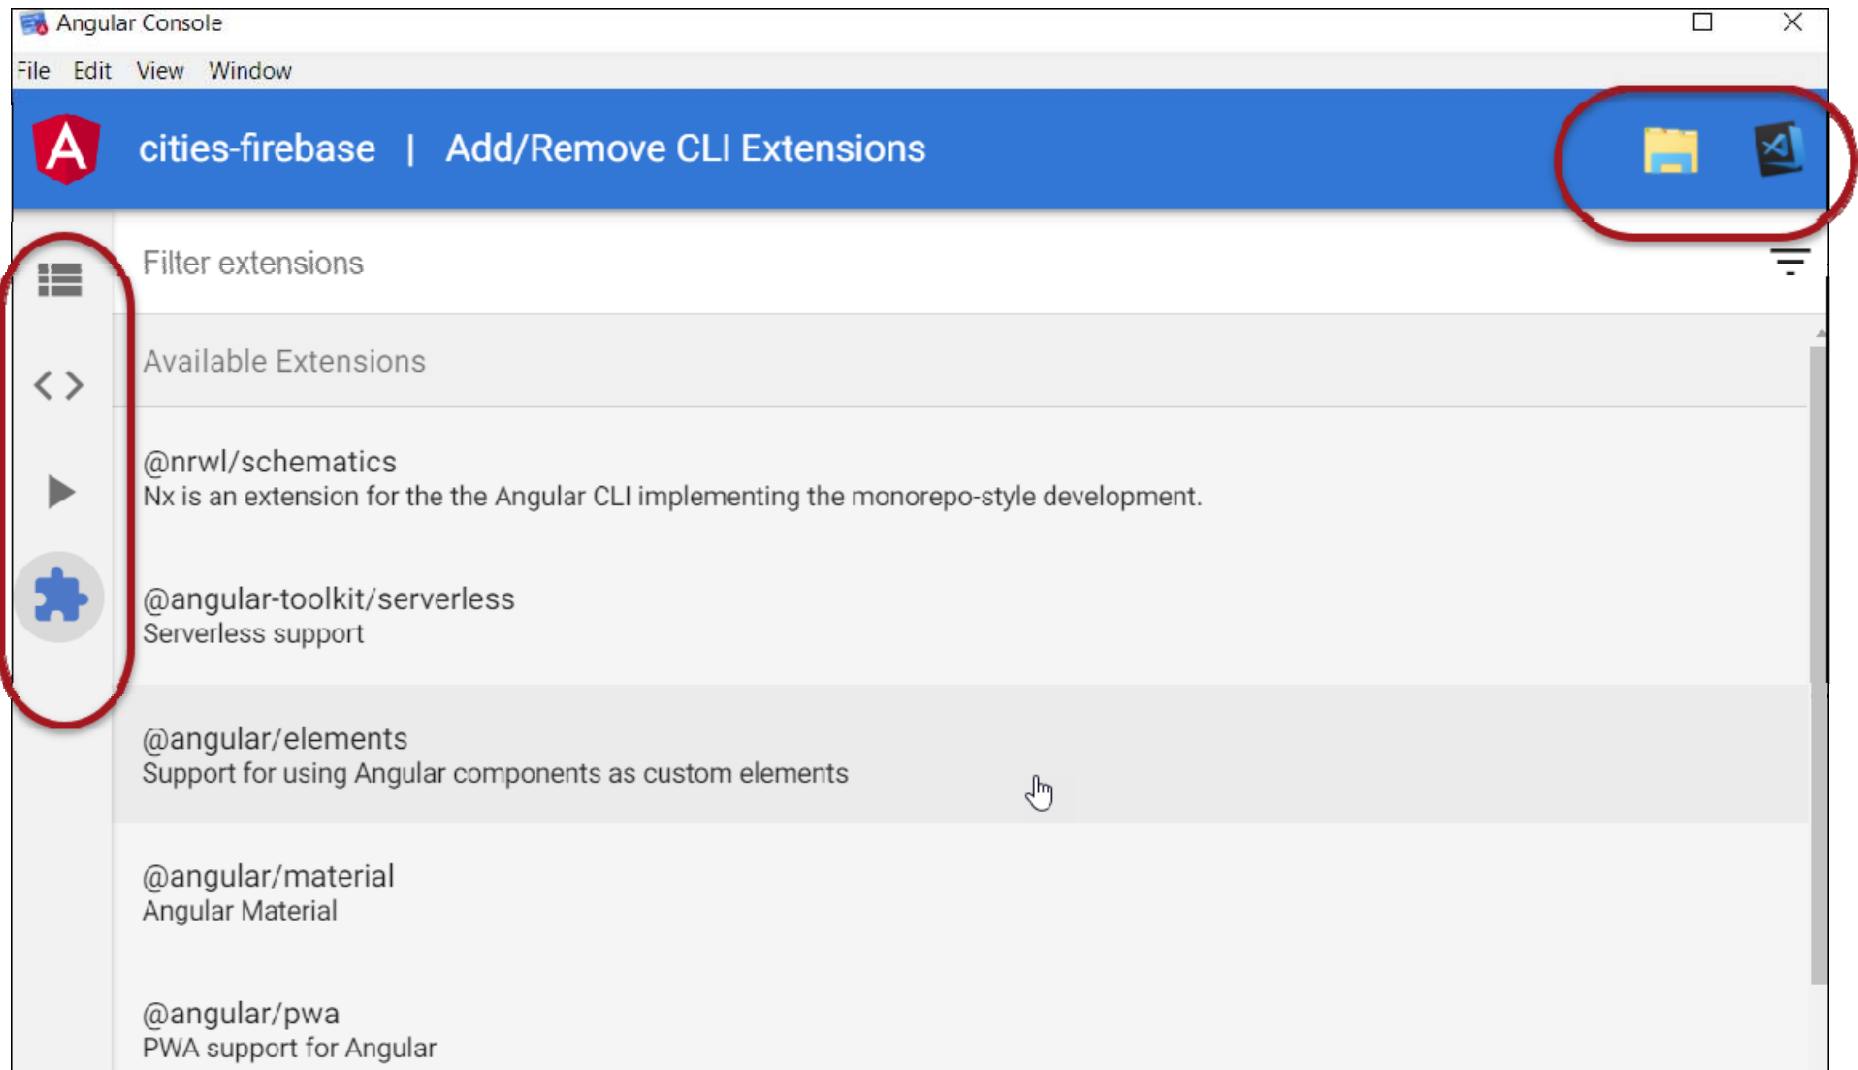 Angular Console
File Edit View Window
cities-firebase | Add/Remove CLI Extensions
Filter extensions
Available Extensions
@nrwl/schematics
Nx is an extension for the the Angular CLI implementing the monorepo-style development.
@angular-toolkit/serverless
Serverless support
@angular/elements
Support for using Angular components as custom elements
@angular/material
Angular Material
@angular/pwa
PWA support for Angular